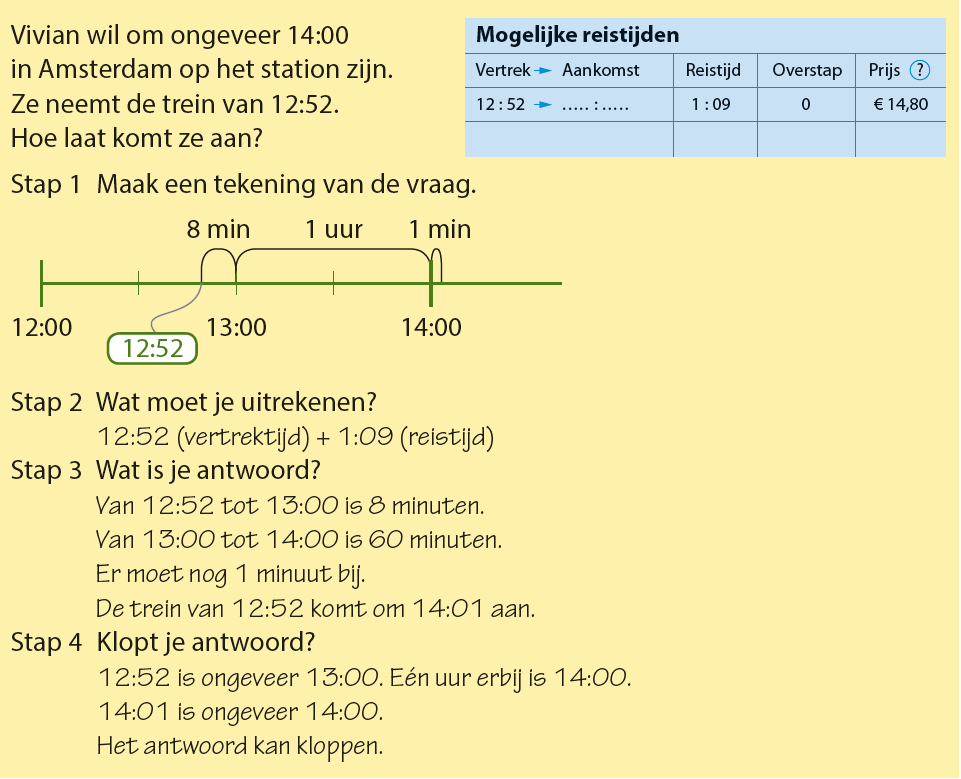 Vivian wil om ongeveer 14:00
in Amsterdam op het station zijn.
Ze neemt de trein van 12:52.
Hoe laat komt ze aan?
Mogelijke reistijden
Vertrek → Aankomst Reistijd Overstap Prijs ?
12 : 52 → ..... : ..... 1 : 09 0 € 14,80
Stap 1 Maak een tekening van de vraag.
8 min 1 uur 1 min
12:00 13:00 14:00
12:52
Stap 2 Wat moet je uitrekenen?
12:52 (vertrektijd) + 1:09 (reistijd)
Stap 3 Wat is je antwoord?
Van 12:52 tot 13:00 is 8 minuten.
Van 13:00 tot 14:00 is 60 minuten.
Er moet nog 1 minuut bij.
De trein van 12:52 komt om 14:01 aan.
Stap 4 Klopt je antwoord?
12:52 is ongeveer 13:00. Eén uur erbij is 14:00.
14:01 is ongeveer 14:00.
Het antwoord kan kloppen.